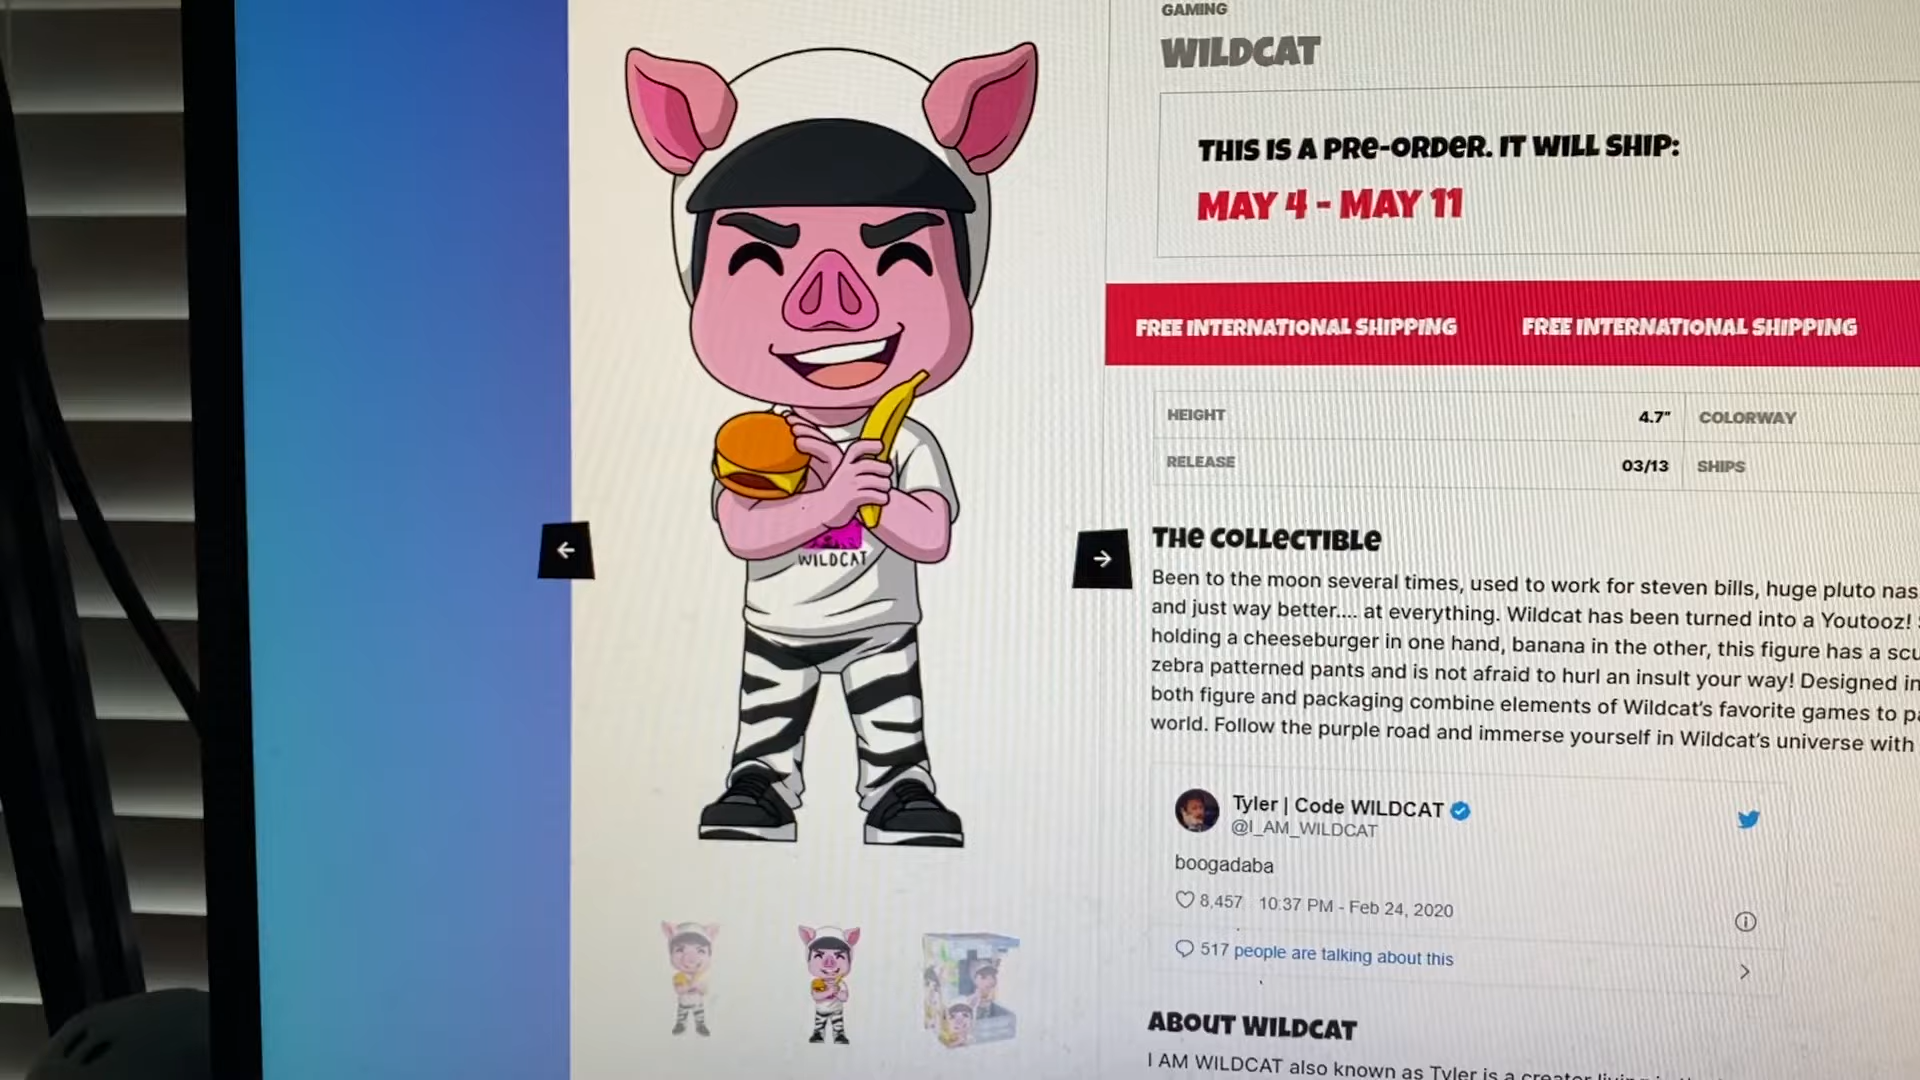 GAMING
WILDCAT
THIS IS A PRE-ORDER. IT WILL SHIP:
MAY 4 - MAY 11
FREE INTERNATIONAL SHIPPING FREE INTERNATIONAL SHIPPING
HEIGHT 4.7" COLORWAY
RELEASE 03/13 SHIPS
WILDCAT
THE COLLECTIBLE
Been to the moon several times, used to work for steven bills, huge pluto nas
and just way better.... at everything. Wildcat has been turned into a Youtooz!
holding a cheeseburger in one hand, banana in the other, this figure has a scu
zebra patterned pants and is not afraid to hurl an insult your way! Designed in
both figure and packaging combine elements of Wildcat's favorite games to pa
world. Follow the purple road and immerse yourself in Wildcat's universe with
Tyler | Code WILDCAT
@I_AM_WILDCAT
boogadaba
8,457 10:37 PM - Feb 24, 2020
517 people are talking about this
ABOUT WILDCAT
I AM WILDCAT also known as Tyler is a creator living